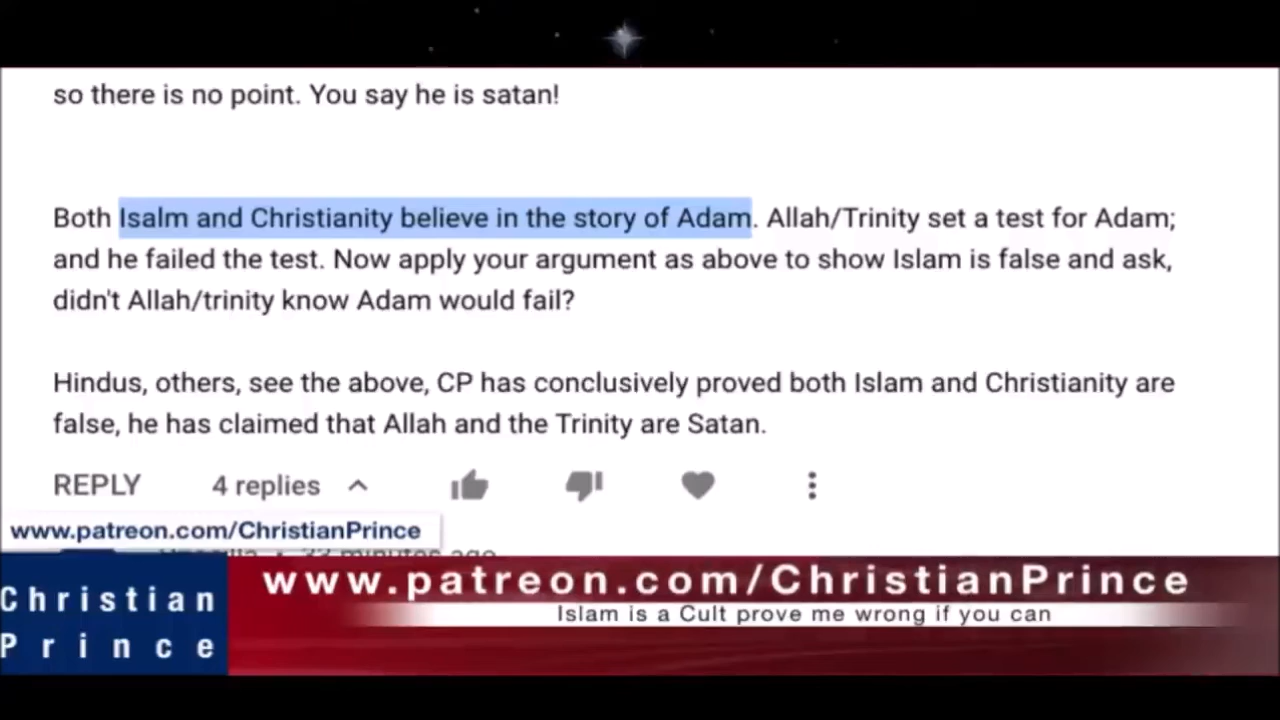 so there is no point. You say he is satan!
Both Isalm and Christianity believe in the story of Adam. Allah/Trinity set a test for Adam;
and he failed the test. Now apply your argument as above to show Islam is false and ask,
didn't Allah/trinity know Adam would fail?
Hindus, others, see the above, CP has conclusively proved both Islam and Christianity are
false, he has claimed that Allah and the Trinity are Satan.
REPLY 4 replies
www.patreon.com/ChristianPrince
33 minutes ago
www.patreon.com/ChristianPrince
Islam is a Cult prove me wrong if you can
Christian
Prince